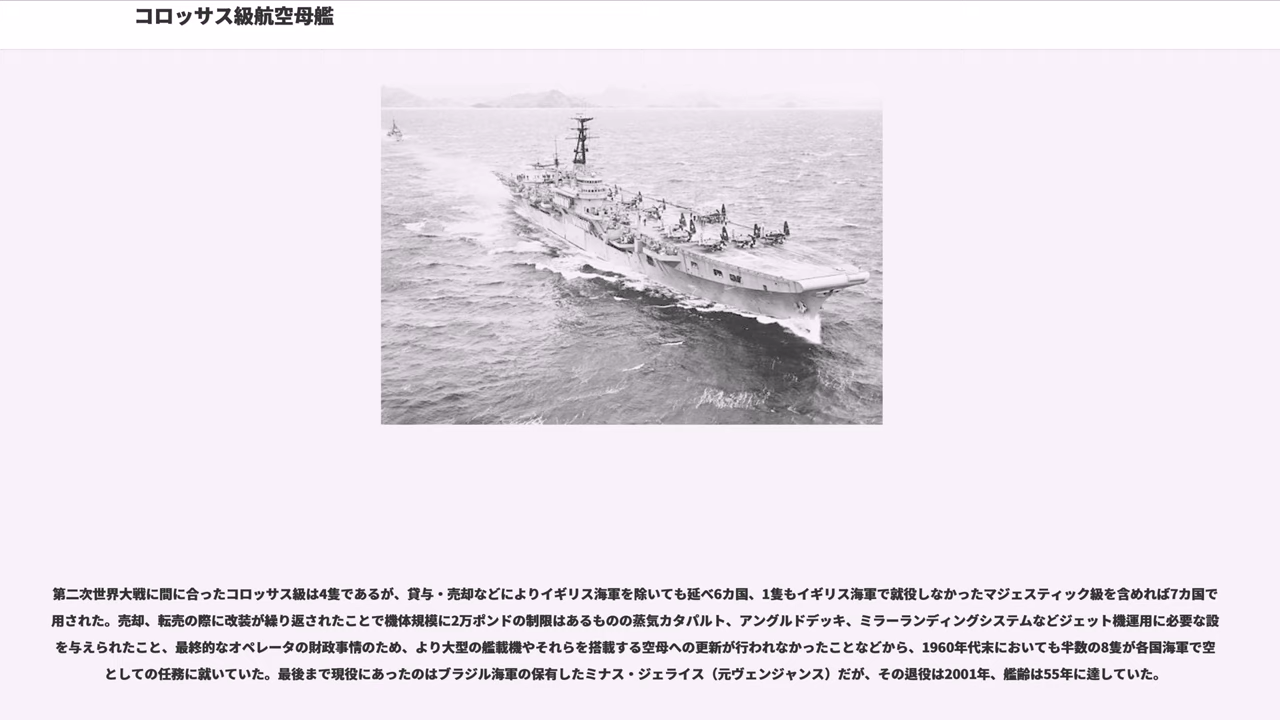 コロッサス級航空母艦
第二次世界大戦に間に合ったコロッサス級は4隻であるが、貸与・売却などによりイギリス海軍を除いても延べ6カ国、1隻もイギリス海軍で就役しなかったマジェスティック級を含めれば7カ国で
用された。売却、転売の際に改装が繰り返されたことで機体規模に2万ポンドの制限はあるものの蒸気カタパルト、アングルドデッキ、ミラーランディングシステムなどジェット機運用に必要な設
を与えられたこと、最終的なオペレータの財政事情のため、より大型の艦載機やそれらを搭載する空母への更新が行われなかったことなどから、1960年代末においても半数の8隻が各国海軍で空
としての任務に就いていた。最後まで現役にあったのはブラジル海軍の保有したミナス・ジェライス（元ヴェンジャンス）だが、その退役は2001年、艦齢は55年に達していた。